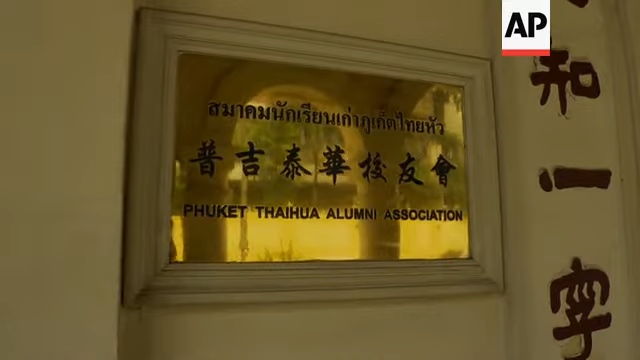 AP
สมาคมนักเรียนเก่าภูเก็ตไทยหัว
普吉泰華校友會
PHUKET THAIHUA ALUMNI ASSOCIATION
和
一